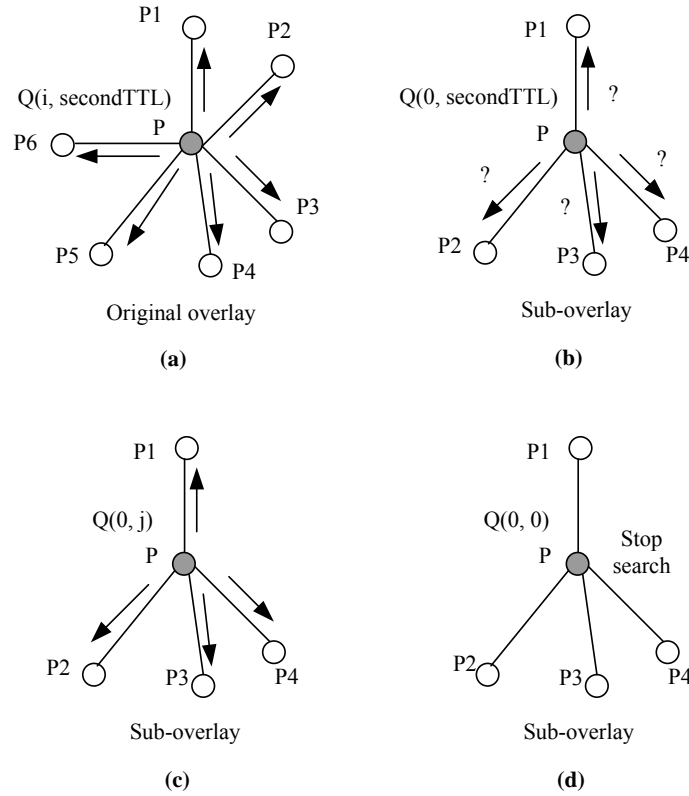 P1
P2
Q(i, secondTTL)
P
P6
P3
P5
P4
Original overlay
(a)
P1
Q(0, secondTTL)
?
P
?
?
?
P2
P3
P4
Sub-overlay
(b)
P1
Q(0, j)
P
P2
P3
P4
Sub-overlay
(c)
P1
Q(0, 0)
P
Stop
search
P2
P3
P4
Sub-overlay
(d)